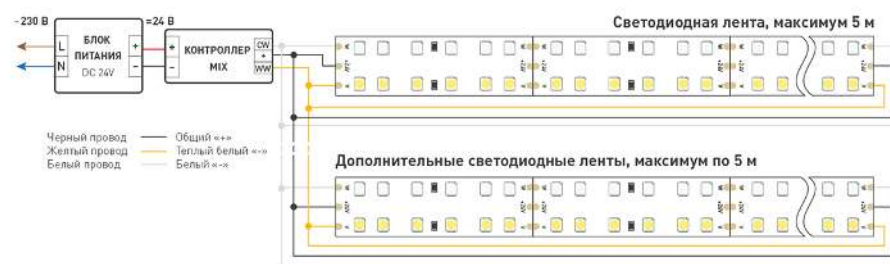 ~230 В
=24 В
L
N
БЛОК
ПИТАНИЯ
DC 24V
+
–
+
–
КОНТРОЛЛЕР
MIX
CW
+
WW
Светодиодная лента, максимум 5 м
Черный провод — Общий «+»
Желтый провод — Теплый белый «-»
Белый провод — Белый «-»
Дополнительные светодиодные ленты, максимум по 5 м